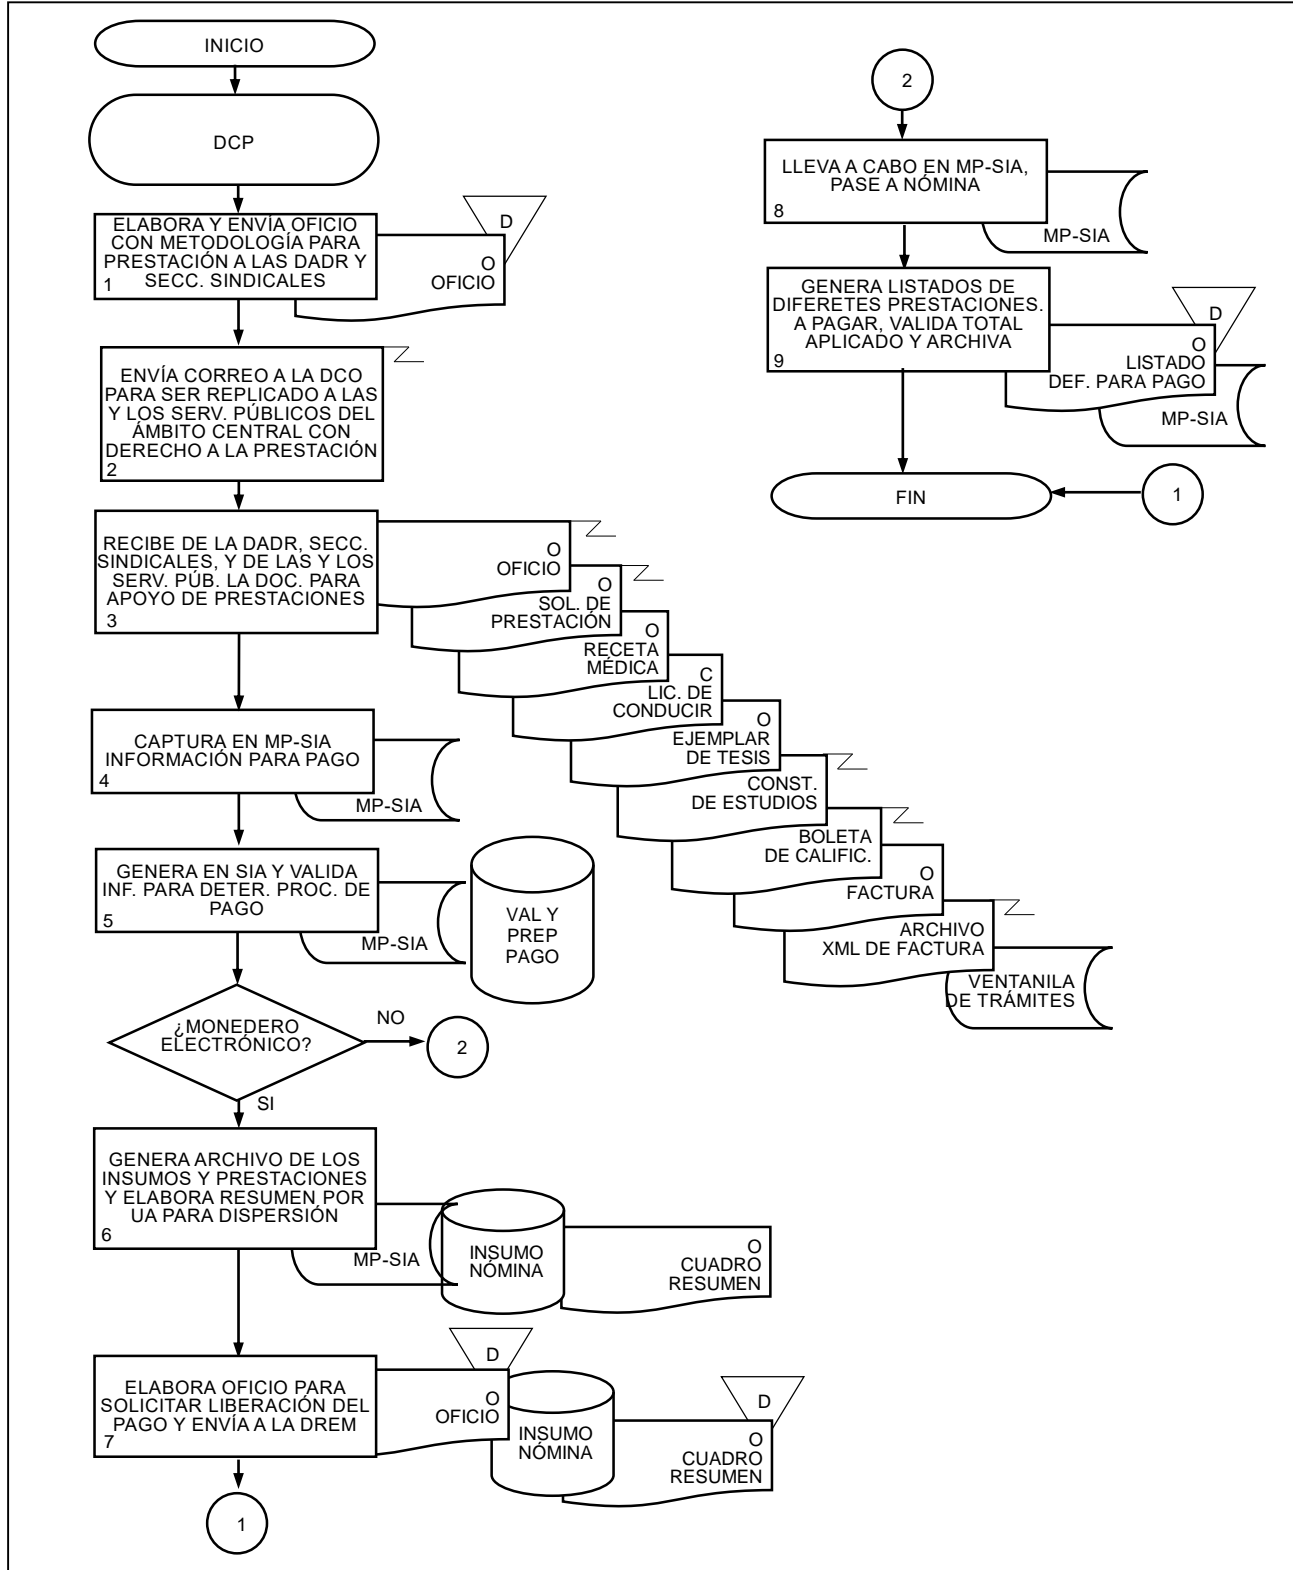 INICIO
DCP
ELABORA Y ENVÍA OFICIO
CON METODOLOGÍA PARA
PRESTACIÓN A LAS DADR Y
SECC. SINDICALES
1
D
O
OFICIO
ENVÍA CORREO A LA DCO
PARA SER REPLICADO A LAS
Y LOS SERV. PÚBLICOS DEL
ÁMBITO CENTRAL CON
DERECHO A LA PRESTACIÓN
2
RECIBE DE LA DADR, SECC.
SINDICALES, Y DE LAS Y LOS
SERV. PÚB. LA DOC. PARA
APOYO DE PRESTACIONES
3
O
OFICIO
O
SOL. DE
PRESTACIÓN
O
RECETA
MÉDICA
C
LIC. DE
CONDUCIR
O
EJEMPLAR
DE TESIS
CONST.
DE ESTUDIOS
BOLETA
DE CALIFIC.
O
FACTURA
ARCHIVO
XML DE FACTURA
VENTANILA
DE TRÁMITES
CAPTURA EN MP-SIA
INFORMACIÓN PARA PAGO
4
MP-SIA
GENERA EN SIA Y VALIDA
INF. PARA DETER. PROC. DE
PAGO
5
MP-SIA
VAL Y
PREP
PAGO
¿MONEDERO
ELECTRÓNICO?
NO
2
SI
GENERA ARCHIVO DE LOS
INSUMOS Y PRESTACIONES
Y ELABORA RESUMEN POR
UA PARA DISPERSIÓN
6
MP-SIA
INSUMO
NÓMINA
O
CUADRO
RESUMEN
ELABORA OFICIO PARA
SOLICITAR LIBERACIÓN DEL
PAGO Y ENVÍA A LA DREM
7
D
O
OFICIO
INSUMO
NÓMINA
D
O
CUADRO
RESUMEN
1
2
LLEVA A CABO EN MP-SIA,
PASE A NÓMINA
8
MP-SIA
GENERA LISTADOS DE
DIFERETES PRESTACIONES.
A PAGAR, VALIDA TOTAL
APLICADO Y ARCHIVA
9
D
O
LISTADO
DEF. PARA PAGO
MP-SIA
FIN
1